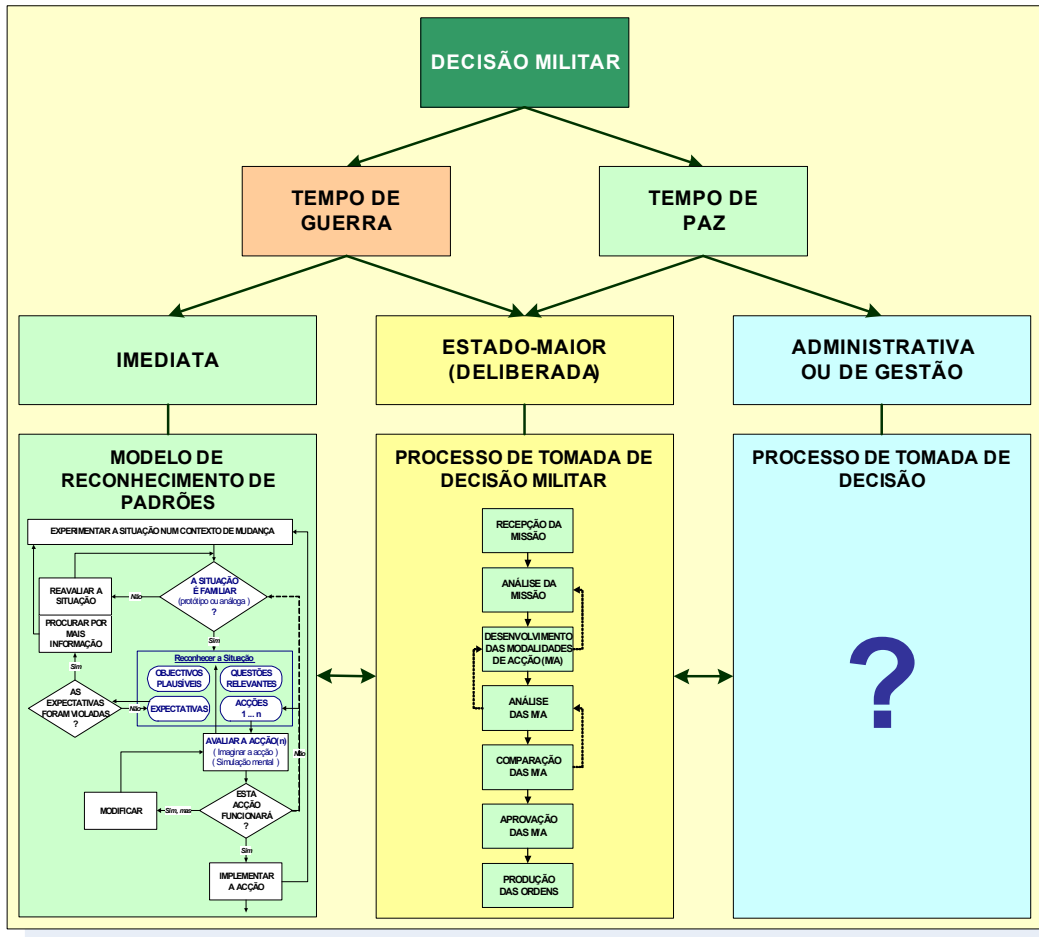 DECISÃO MILITAR
TEMPO DE
GUERRA
TEMPO DE
PAZ
IMEDIATA
ESTADO-MAIOR
(DELIBERADA)
ADMINISTRATIVA
OU DE GESTÃO
MODELO DE
RECONHECIMENTO DE
PADRÕES
EXPERIMENTAR A SITUAÇÃO NUM CONTEXTO DE MUDANÇA
REAVALIAR A
SITUAÇÃO
Não
A SITUAÇÃO
É FAMILIAR
(protótipo ou análoga )
?
PROCURAR POR
MAIS
INFORMAÇÃO
Sim
Sim
Reconhecer a Situação
OBJECTIVOS
PLAUSÍVEIS
QUESTÕES
RELEVANTES
AS
EXPECTATIVAS
FORAM VIOLADAS
?
Não
EXPECTATIVAS
ACÇÕES
1 ... n
AVALIAR A ACÇÃO(n)
( Imaginar a acção )
( Simulação mental )
Não
MODIFICAR
Sim, mas
ESTA
ACÇÃO
FUNCIONARÁ
?
Sim
IMPLEMENTAR
A ACÇÃO
PROCESSO DE TOMADA DE
DECISÃO MILITAR
RECEPÇÃO DA
MISSÃO
ANÁLISE DA
MISSÃO
DESENVOLVIMENTO
DAS MODALIDADES
DE ACÇÃO (M/A)
ANÁLISE
DAS M/A
COMPARAÇÃO
DAS M/A
APROVAÇÃO
DAS M/A
PRODUÇÃO
DAS ORDENS
PROCESSO DE TOMADA DE
DECISÃO
?